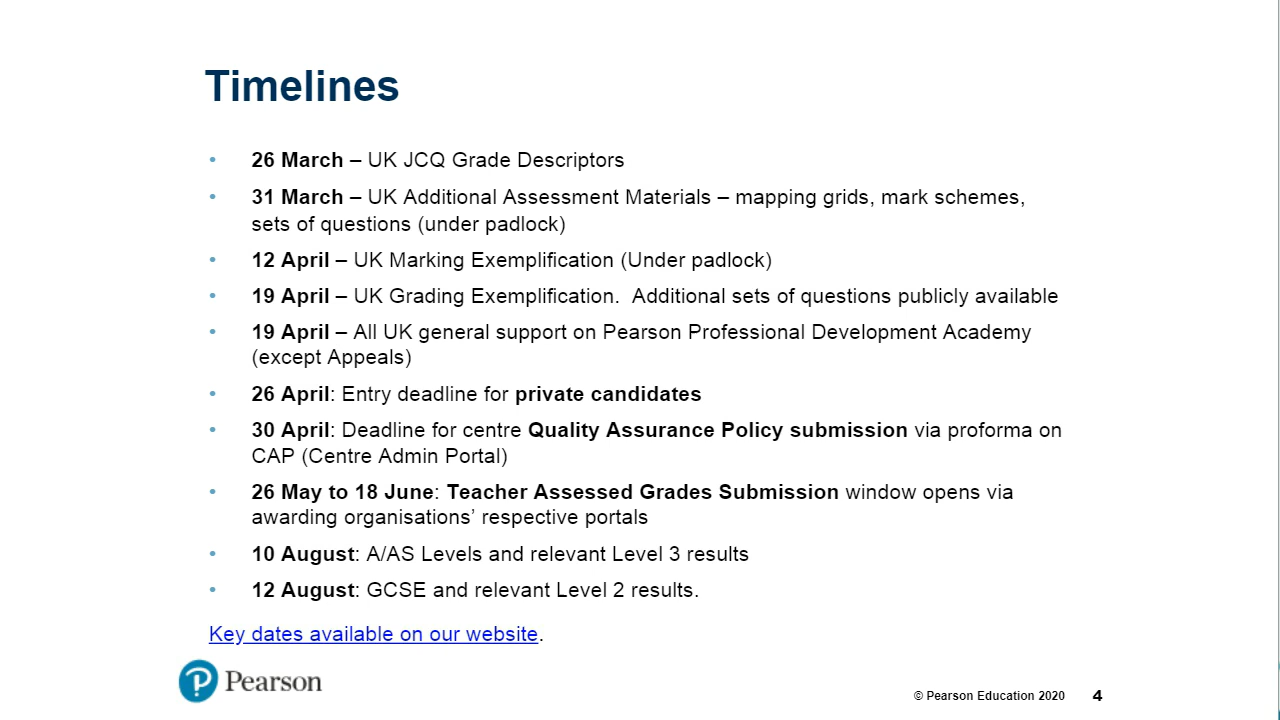 Timelines
• 26 March – UK JCQ Grade Descriptors
• 31 March – UK Additional Assessment Materials – mapping grids, mark schemes,
sets of questions (under padlock)
• 12 April – UK Marking Exemplification (Under padlock)
• 19 April – UK Grading Exemplification.  Additional sets of questions publicly available
• 19 April – All UK general support on Pearson Professional Development Academy
(except Appeals)
• 26 April: Entry deadline for private candidates
• 30 April: Deadline for centre Quality Assurance Policy submission via proforma on
CAP (Centre Admin Portal)
• 26 May to 18 June: Teacher Assessed Grades Submission window opens via
awarding organisations’ respective portals
• 10 August: A/AS Levels and relevant Level 3 results
• 12 August: GCSE and relevant Level 2 results.
Key dates available on our website.
Pearson
© Pearson Education 2020 4